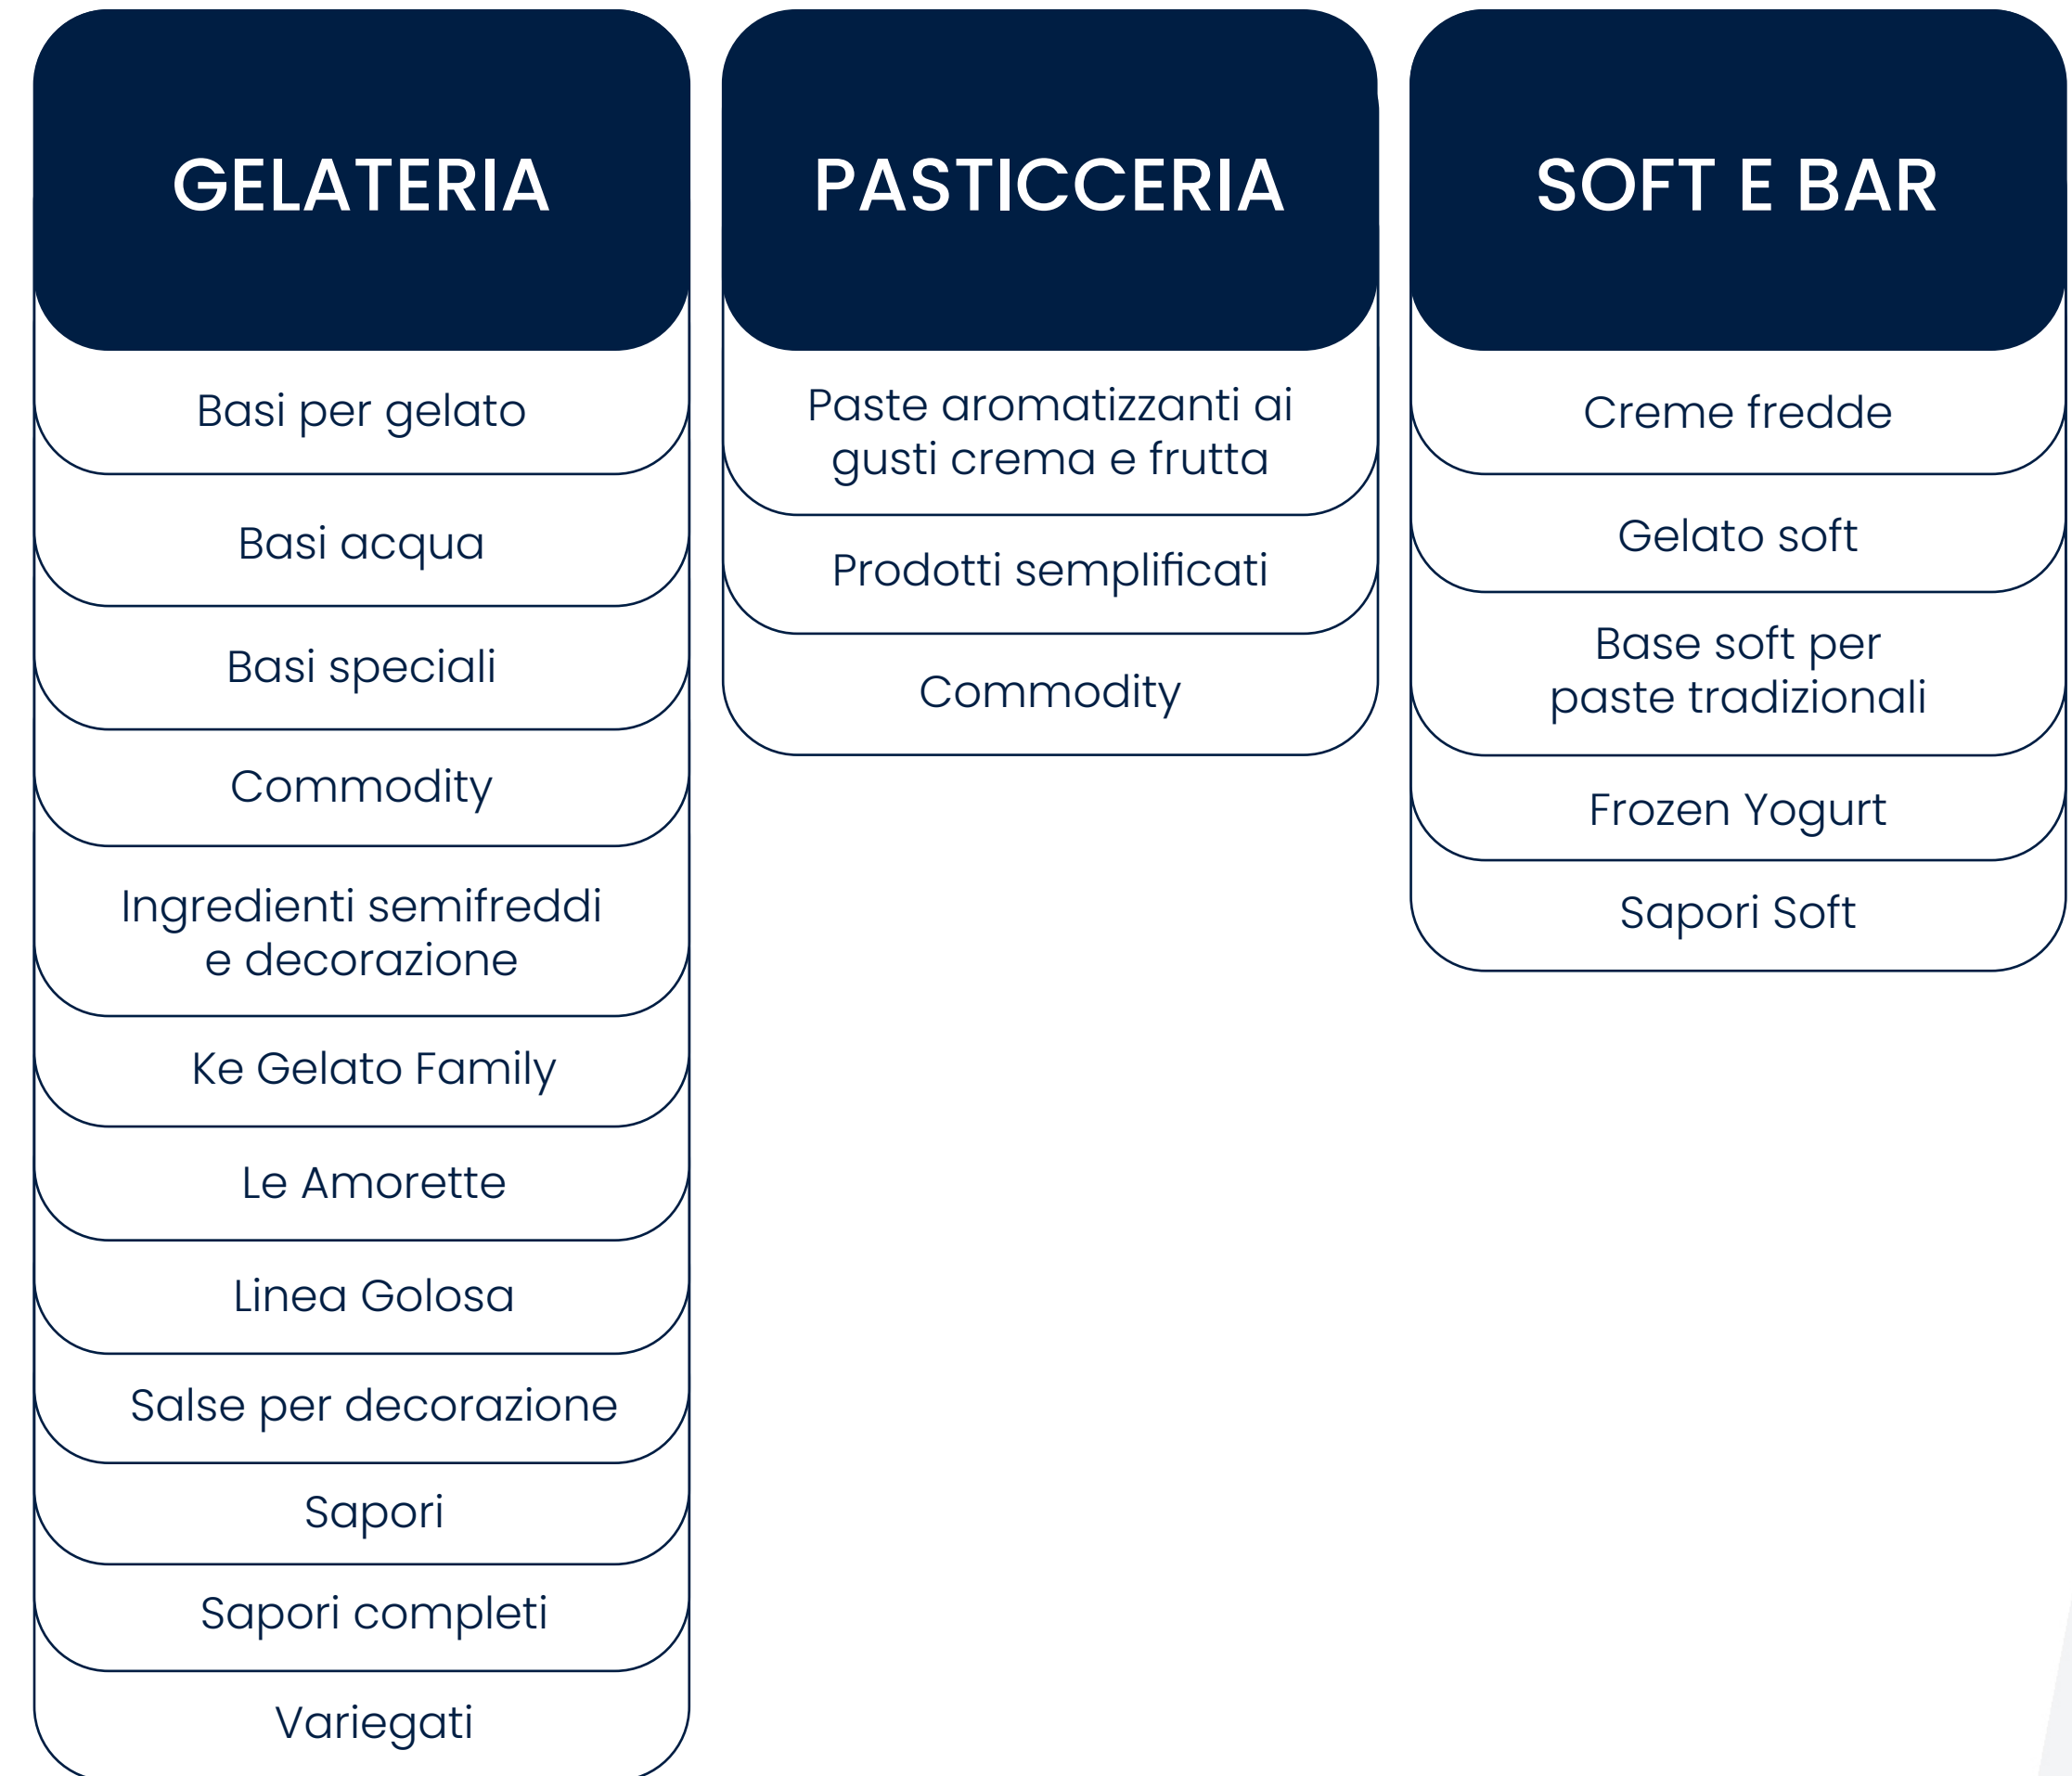 GELATERIA
Basi per gelato
Basi acqua
Basi speciali
Commodity
Ingredienti semifreddi
e decorazione
Ke Gelato Family
Le Amorette
Linea Golosa
Salse per decorazione
Sapori
Sapori completi
Variegati
PASTICCERIA
Paste aromatizzanti ai
gusti crema e frutta
Prodotti semplificati
Commodity
SOFT E BAR
Creme fredde
Gelato soft
Base soft per
paste tradizionali
Frozen Yogurt
Sapori Soft